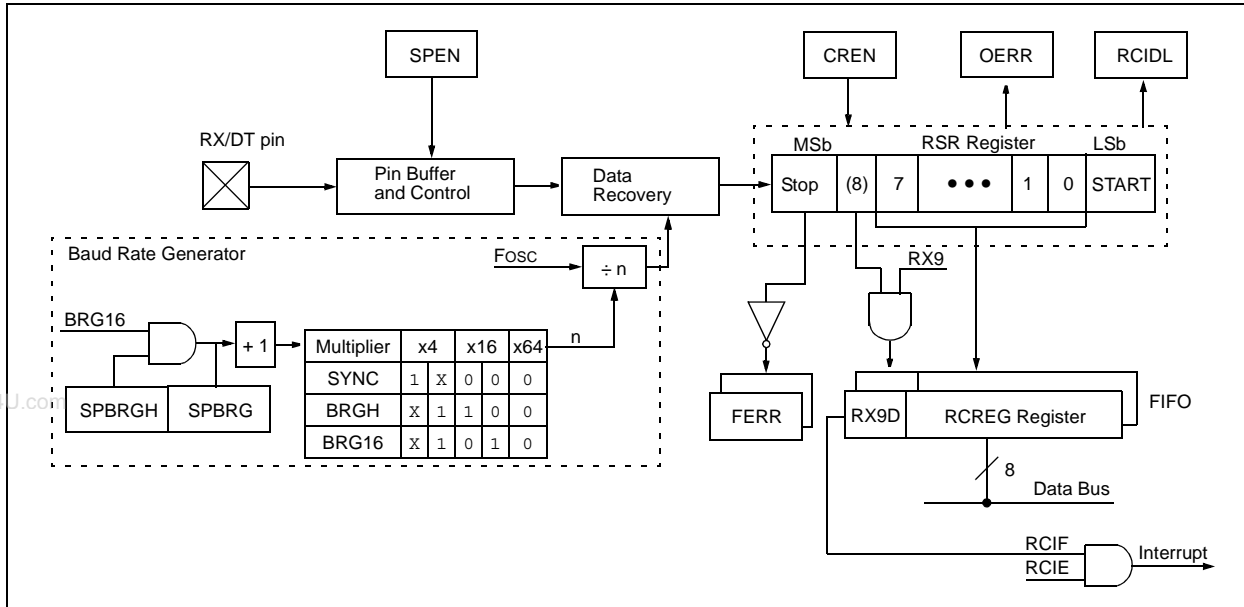 SPEN
CREN
OERR
RCIDL
RX/DT pin
MSb
RSR Register
LSb
Pin Buffer
and Control
Data
Recovery
Stop (8) 7 ••• 1 0 START
Baud Rate Generator
FOSC
÷ n
RX9
BRG16
+ 1
n
Multiplier x4 x16 x64
SYNC 1 X 0 0 0
BRGH X 1 1 0 0
BRG16 X 1 0 1 0
SPBRGH SPBRG
U.com
FERR
RX9D RCREG Register
FIFO
8
Data Bus
RCIF
RCIE
Interrupt